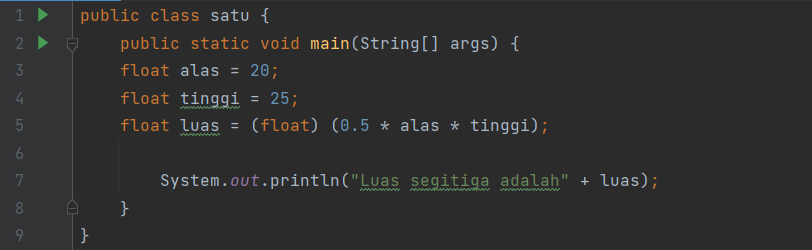 1 public class satu {
2 public static void main(String[] args) {
3 float alas = 20;
4 float tinggi = 25;
5 float luas = (float) (0.5 * alas * tinggi);
6
7 System.out.println("Luas segitiga adalah" + luas);
8 }
9 }